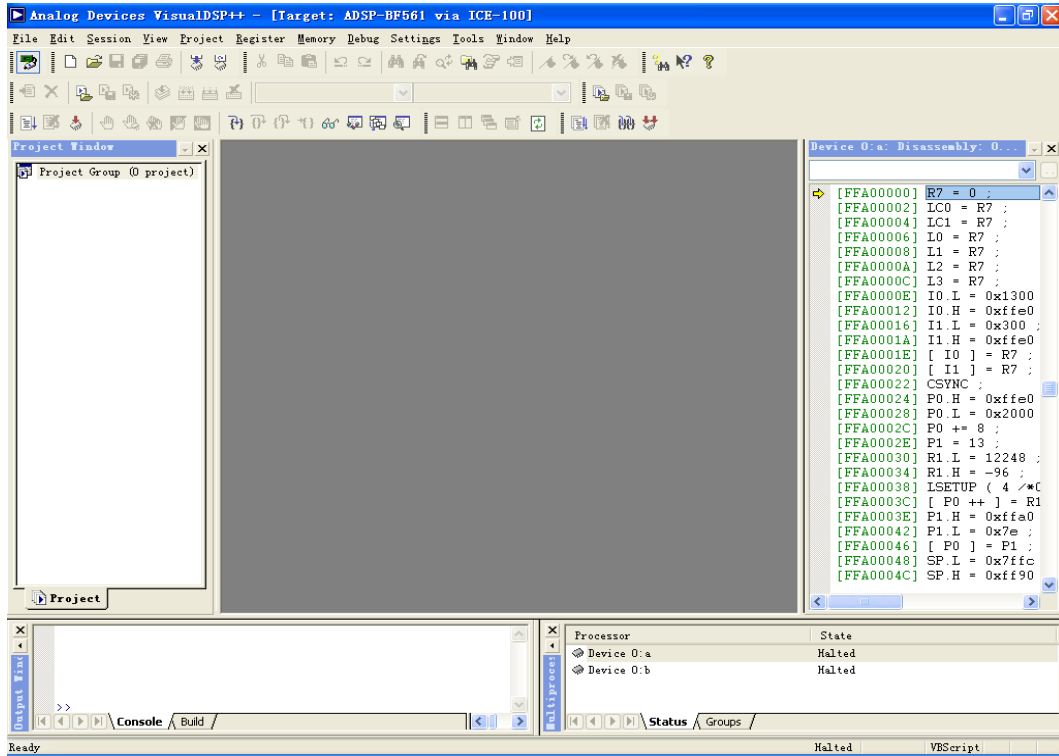 Analog Devices VisualDSP++ - [Target: ADSP-BF561 via ICE-100]
File Edit Session View Project Register Memory Debug Settings Tools Window Help
Project Window
Project Group (0 project)
Project
Device 0:a: Disassembly: 0...
[FFA00000] R7 = 0 ;
[FFA00002] LC0 = R7 ;
[FFA00004] LC1 = R7 ;
[FFA00006] L0 = R7 ;
[FFA00008] L1 = R7 ;
[FFA0000A] L2 = R7 ;
[FFA0000C] L3 = R7 ;
[FFA0000E] I0.L = 0x1300
[FFA00012] I0.H = 0xffe0
[FFA00016] I1.L = 0x300 ;
[FFA0001A] I1.H = 0xffe0
[FFA0001E] [ I0 ] = R7 ;
[FFA00020] [ I1 ] = R7 ;
[FFA00022] CSYNC ;
[FFA00024] P0.H = 0xffe0
[FFA00028] P0.L = 0x2000
[FFA0002C] P0 += 8 ;
[FFA0002E] P1 = 13 ;
[FFA00030] R1.L = 12248 ;
[FFA00034] R1.H = -96 ;
[FFA00038] LSETUP ( 4 /*0
[FFA0003C] [ P0 ++ ] = R1
[FFA0003E] P1.H = 0xffa0
[FFA00042] P1.L = 0x7e ;
[FFA00046] [ P0 ] = P1 ;
[FFA00048] SP.L = 0x7ffc
[FFA0004C] SP.H = 0xff90
Output Wind
>>
Console Build
Multiproces
Processor State
Device 0:a Halted
Device 0:b Halted
Status Groups
Ready Halted VBScript